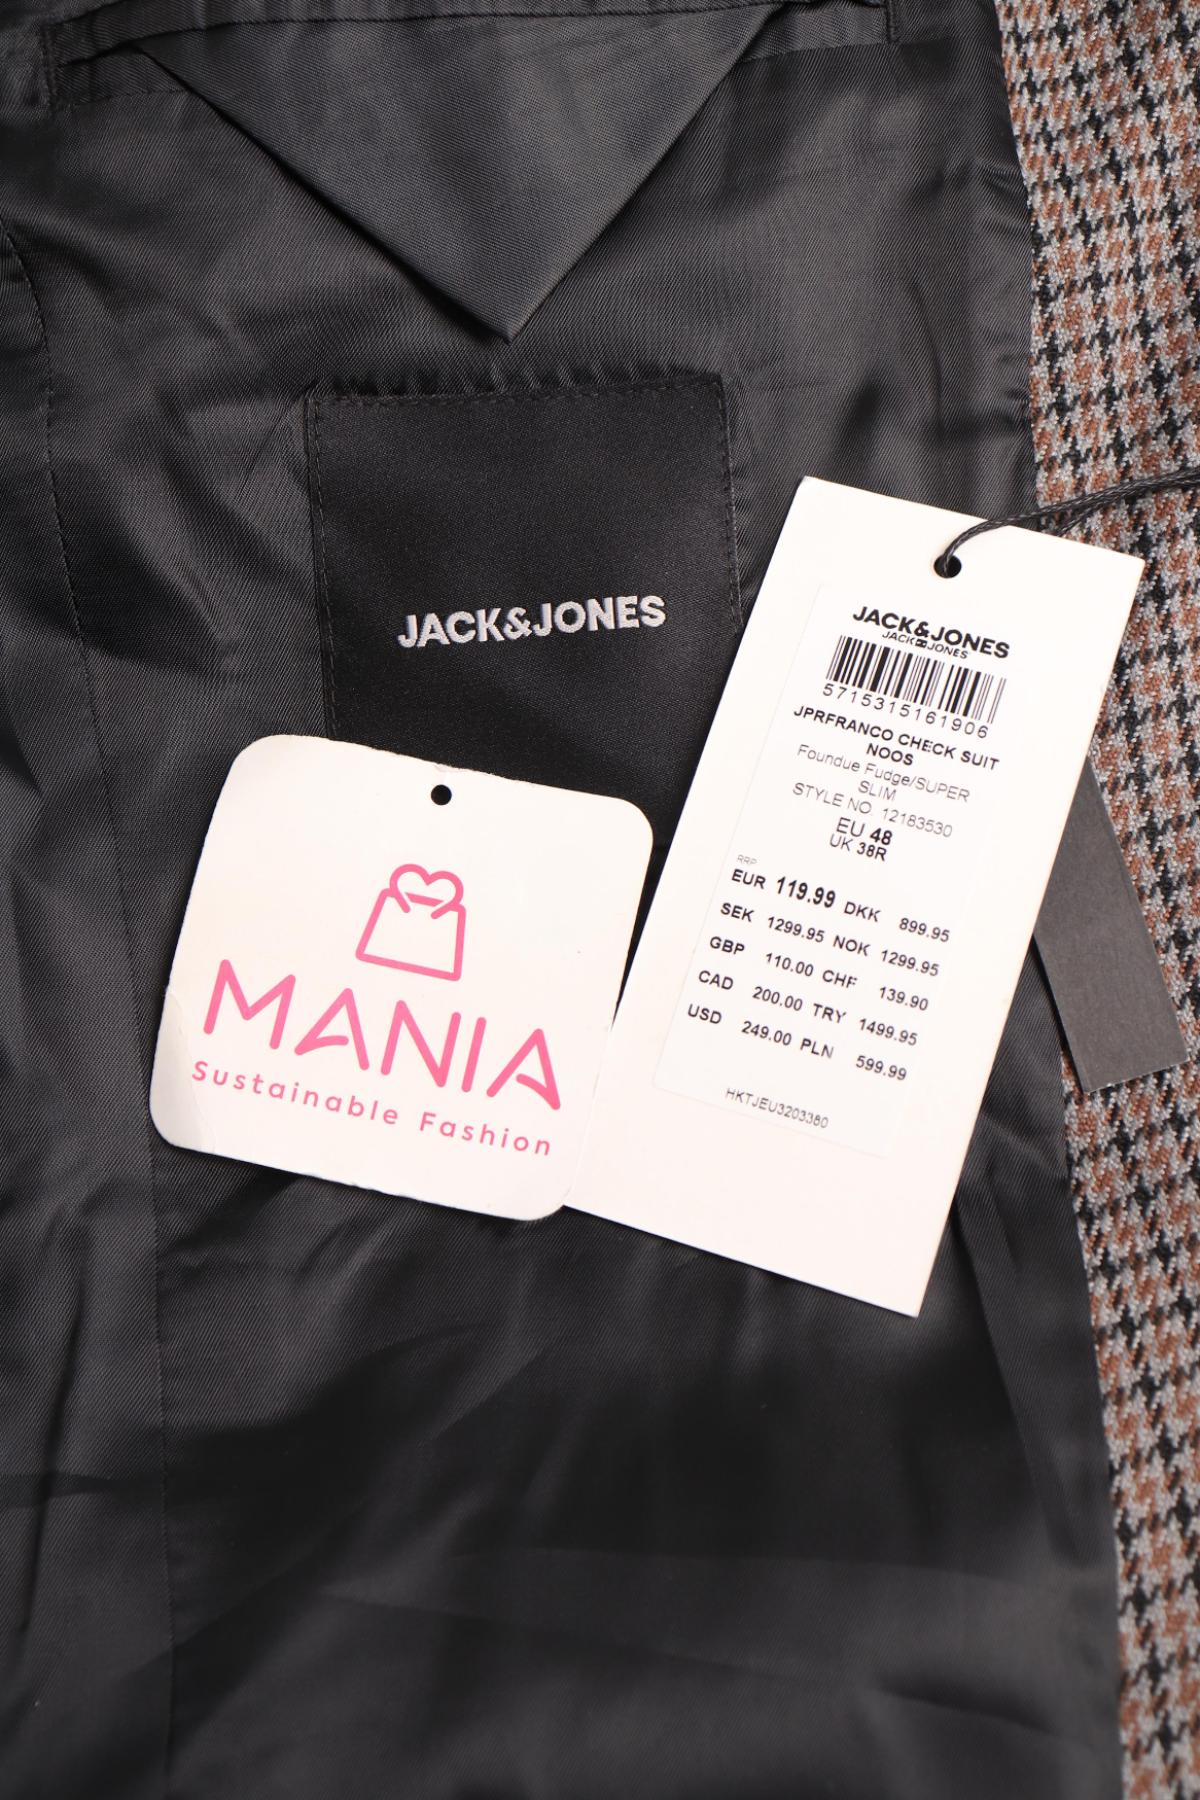 JACK&JONES
JACK&JONES
JACK JONES
5715315161906
JPRFRANCO CHECK SUIT
NOOS
Foundue Fudge/SUPER
SLIM
STYLE NO. 12183530
EU 48
UK 38R
RRP
EUR 119.99 DKK 899.95
SEK 1299.95 NOK 1299.95
GBP 110.00 CHF 139.90
CAD 200.00 TRY 1499.95
USD 249.00 PLN 599.99
HKTJEU3203380
MANIA
Sustainable Fashion